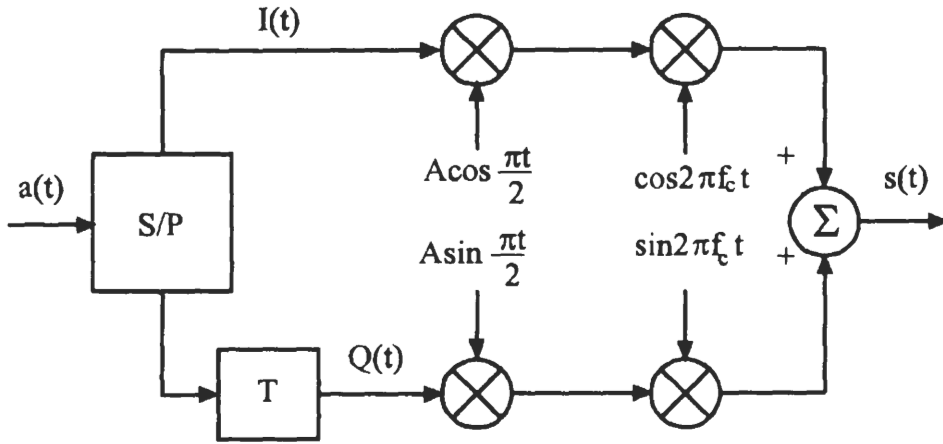 I(t)
a(t)
S/P
Acos πt/2
cos2πf_c t
+
s(t)
Σ
Asin πt/2
sin2πf_c t
+
T
Q(t)